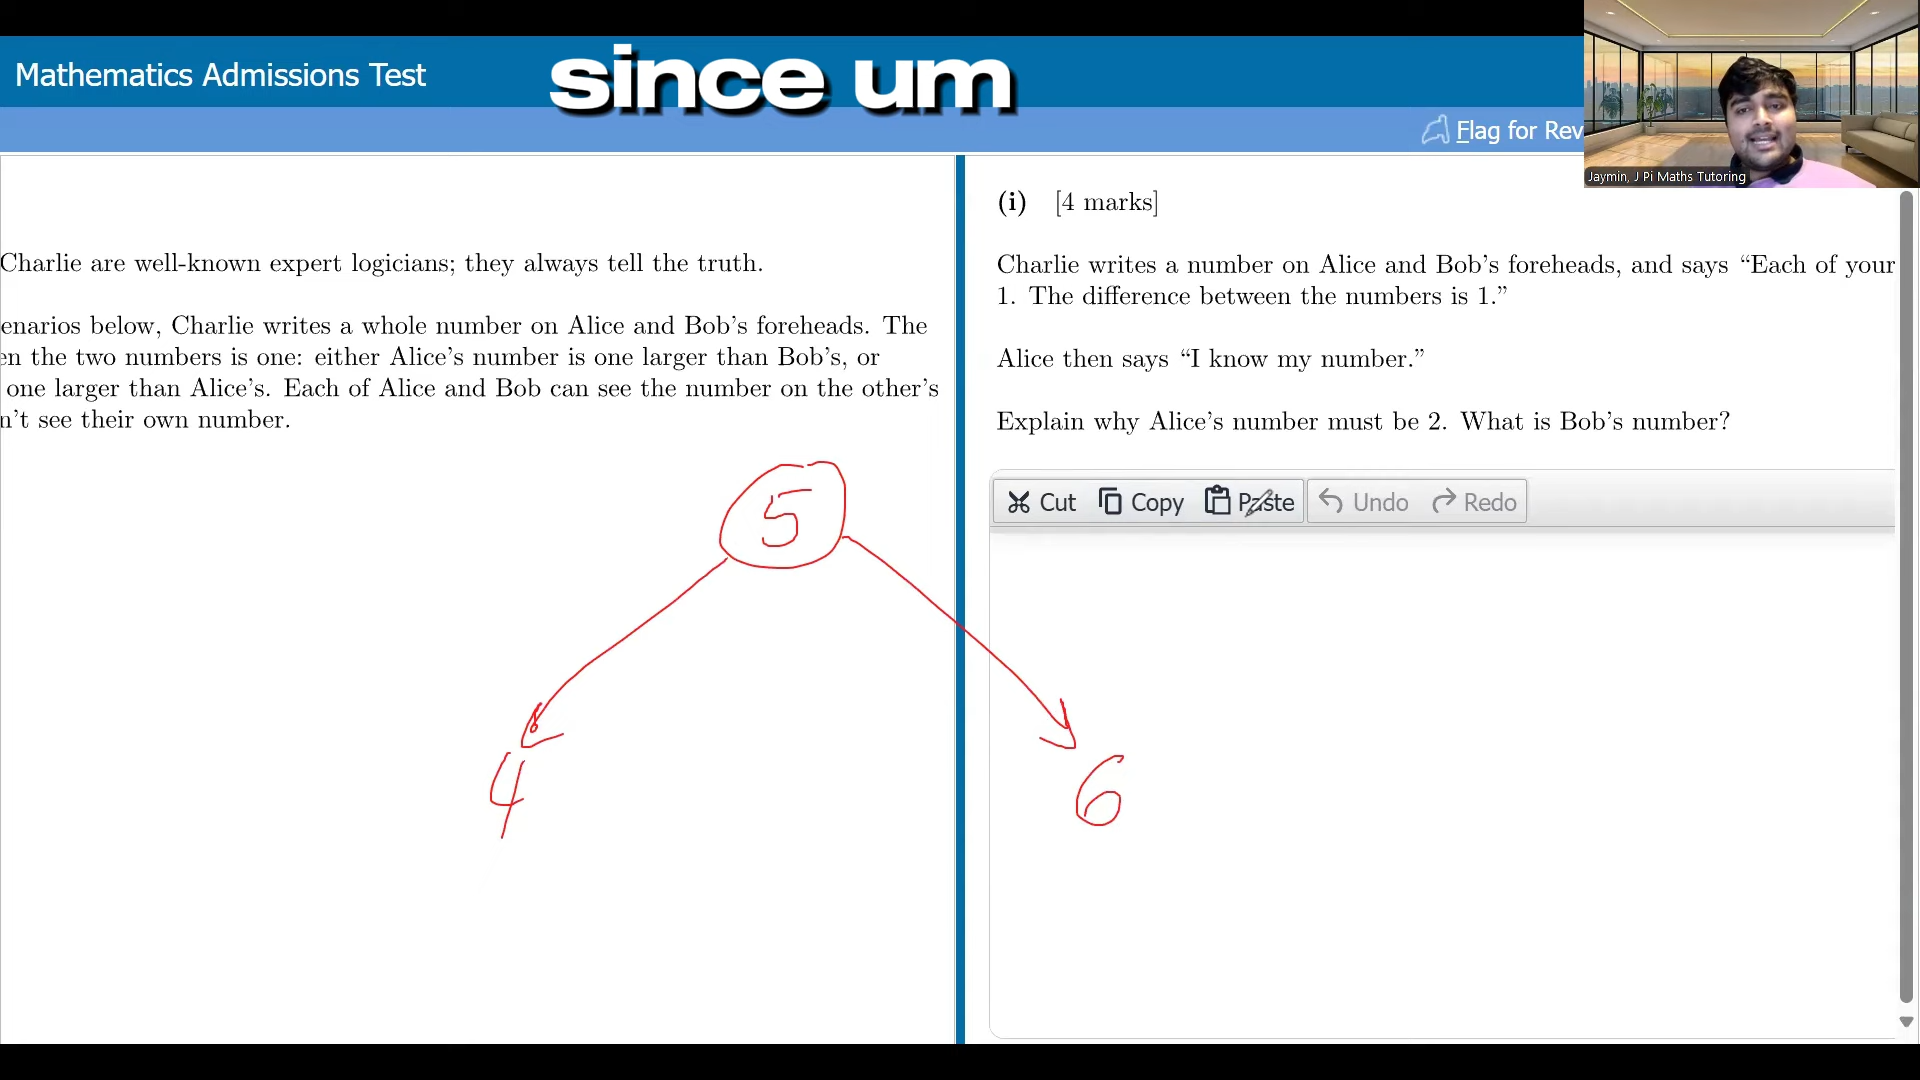 Mathematics Admissions Test
since um
Flag for Rev
Jaymin, J Pi Maths Tutoring
Charlie are well-known expert logicians; they always tell the truth.
enarios below, Charlie writes a whole number on Alice and Bob's foreheads. The
en the two numbers is one: either Alice's number is one larger than Bob's, or
one larger than Alice's. Each of Alice and Bob can see the number on the other's
n't see their own number.
5
4
6
(i) [4 marks]
Charlie writes a number on Alice and Bob's foreheads, and says “Each of your
1. The difference between the numbers is 1.”
Alice then says “I know my number.”
Explain why Alice's number must be 2. What is Bob's number?
Cut Copy Paste Undo Redo